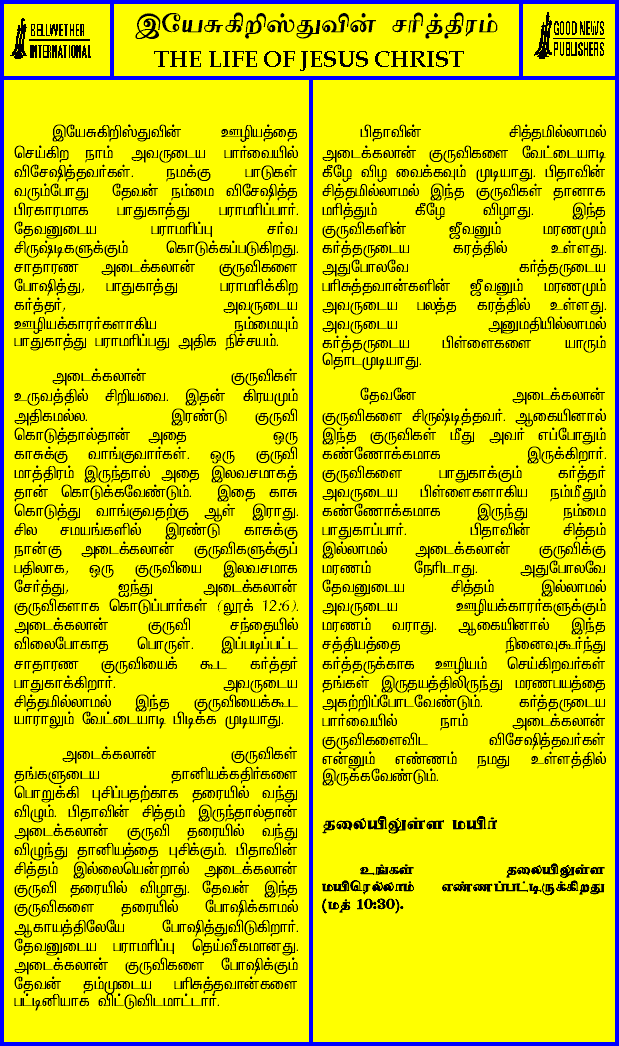 BELLWETHER
INTERNATIONAL
இயேசுகிறிஸ்துவின் சரித்திரம்
THE LIFE OF JESUS CHRIST
GOOD NEWS
PUBLISHERS
இயேசுகிறிஸ்துவின் ஊழியத்தை
செய்கிற நாம் அவருடைய பார்வையில்
விசேஷித்தவர்கள். நமக்கு பாடுகள்
வரும்போது தேவன் நம்மை விசேஷித்த
பிரகாரமாக பாதுகாத்து பராமரிப்பார்.
தேவனுடைய பராமரிப்பு சர்வ
சிருஷ்டிகளுக்கும் கொடுக்கப்படுகிறது.
சாதாரண அடைக்கலான் குருவிகளை
போஷித்து, பாதுகாத்து பராமரிக்கிற
கர்த்தர், அவருடைய
ஊழியக்காரர்களாகிய நம்மையும்
பாதுகாத்து பராமரிப்பது அதிக நிச்சயம்.
அடைக்கலான் குருவிகள்
உருவத்தில் சிறியவை. இதன் கிரயமும்
அதிகமல்ல. இரண்டு குருவி
கொடுத்தால்தான் அதை ஒரு
காசுக்கு வாங்குவார்கள். ஒரு குருவி
மாத்திரம் இருந்தால் அதை இலவசமாகத்
தான் கொடுக்கவேண்டும். இதை காசு
கொடுத்து வாங்குவதற்கு ஆள் இராது.
சில சமயங்களில் இரண்டு காசுக்கு
நான்கு அடைக்கலான் குருவிகளுக்குப்
பதிலாக, ஒரு குருவியை இலவசமாக
சேர்த்து, ஐந்து அடைக்கலான்
குருவிகளாக கொடுப்பார்கள் (லூக் 12:6).
அடைக்கலான் குருவி சந்தையில்
விலைபோகாத பொருள். இப்படிப்பட்ட
சாதாரண குருவியைக் கூட கர்த்தர்
பாதுகாக்கிறார். அவருடைய
சித்தமில்லாமல் இந்த குருவியைக்கூட
யாராலும் வேட்டையாடி பிடிக்க முடியாது.
அடைக்கலான் குருவிகள்
தங்களுடைய தானியக்கதிர்களை
பொறுக்கி புசிப்பதற்காக தரையில் வந்து
விழும். பிதாவின் சித்தம் இருந்தால்தான்
அடைக்கலான் குருவி தரையில் வந்து
விழுந்து தானியத்தை புசிக்கும். பிதாவின்
சித்தம் இல்லையென்றால் அடைக்கலான்
குருவி தரையில் விழாது. தேவன் இந்த
குருவிகளை தரையில் போஷிக்காமல்
ஆகாயத்திலேயே போஷித்துவிடுகிறார்.
தேவனுடைய பராமரிப்பு தெய்வீகமானது.
அடைக்கலான் குருவிகளை போஷிக்கும்
தேவன் தம்முடைய பரிசுத்தவான்களை
பட்டினியாக விட்டுவிடமாட்டார்.
பிதாவின் சித்தமில்லாமல்
அடைக்கலான் குருவிகளை வேட்டையாடி
கீழே விழ வைக்கவும் முடியாது. பிதாவின்
சித்தமில்லாமல் இந்த குருவிகள் தானாக
மரித்தும் கீழே விழாது. இந்த
குருவிகளின் ஜீவனும் மரணமும்
கர்த்தருடைய கரத்தில் உள்ளது.
அதுபோலவே கர்த்தருடைய
பரிசுத்தவான்களின் ஜீவனும் மரணமும்
அவருடைய பலத்த கரத்தில் உள்ளது.
அவருடைய அனுமதியில்லாமல்
கர்த்தருடைய பிள்ளைகளை யாரும்
தொடமுடியாது.
தேவனே அடைக்கலான்
குருவிகளை சிருஷ்டித்தவர். ஆகையினால்
இந்த குருவிகள் மீது அவர் எப்போதும்
கண்ணோக்கமாக இருக்கிறார்.
குருவிகளை பாதுகாக்கும் கர்த்தர்
அவருடைய பிள்ளைகளாகிய நம்மீதும்
கண்ணோக்கமாக இருந்து நம்மை
பாதுகாப்பார். பிதாவின் சித்தம்
இல்லாமல் அடைக்கலான் குருவிக்கு
மரணம் நேரிடாது. அதுபோலவே
தேவனுடைய சித்தம் இல்லாமல்
அவருடைய ஊழியக்காரர்களுக்கும்
மரணம் வராது. ஆகையினால் இந்த
சத்தியத்தை நினைவுகூர்ந்து
கர்த்தருக்காக ஊழியம் செய்கிறவர்கள்
தங்கள் இருதயத்திலிருந்து மரணபயத்தை
அகற்றிப்போடவேண்டும். கர்த்தருடைய
பார்வையில் நாம் அடைக்கலான்
குருவிகளைவிட விசேஷித்தவர்கள்
என்னும் எண்ணம் நமது உள்ளத்தில்
இருக்கவேண்டும்.
தலையிலுள்ள மயிர்
உங்கள் தலையிலுள்ள
மயிரெல்லாம் எண்ணப்பட்டிருக்கிறது
(மத் 10:30).